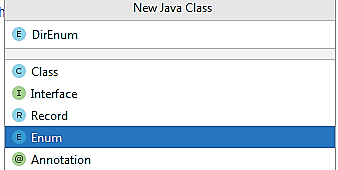 New Java Class
E DirEnum
C Class
I Interface
R Record
E Enum
@ Annotation